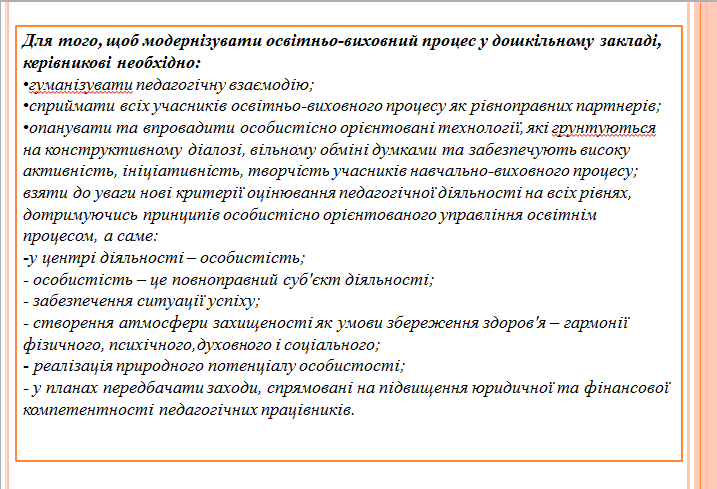 Для того, щоб модернізувати освітньо-виховний процес у дошкільному закладі,
керівникові необхідно:
•гуманізувати педагогічну взаємодію;
•сприймати всіх учасників освітньо-виховного процесу як рівноправних партнерів;
•опанувати та впровадити особистісно орієнтовані технології, які грунтуються
на конструктивному діалозі, вільному обміні думками та забезпечують високу
активність, ініціативність, творчість учасників навчально-виховного процесу;
взяти до уваги нові критерії оцінювання педагогічної діяльності на всіх рівнях,
дотримуючись принципів особистісно орієнтованого управління освітнім
процесом, а саме:
-у центрі діяльності – особистість;
- особистість – це повноправний суб'єкт діяльності;
- забезпечення ситуації успіху;
- створення атмосфери захищеності як умови збереження здоров'я – гармонії
фізичного, психічного,духовного і соціального;
- реалізація природного потенціалу особистості;
- у планах передбачати заходи, спрямовані на підвищення юридичної та фінансової
компетентності педагогічних працівників.